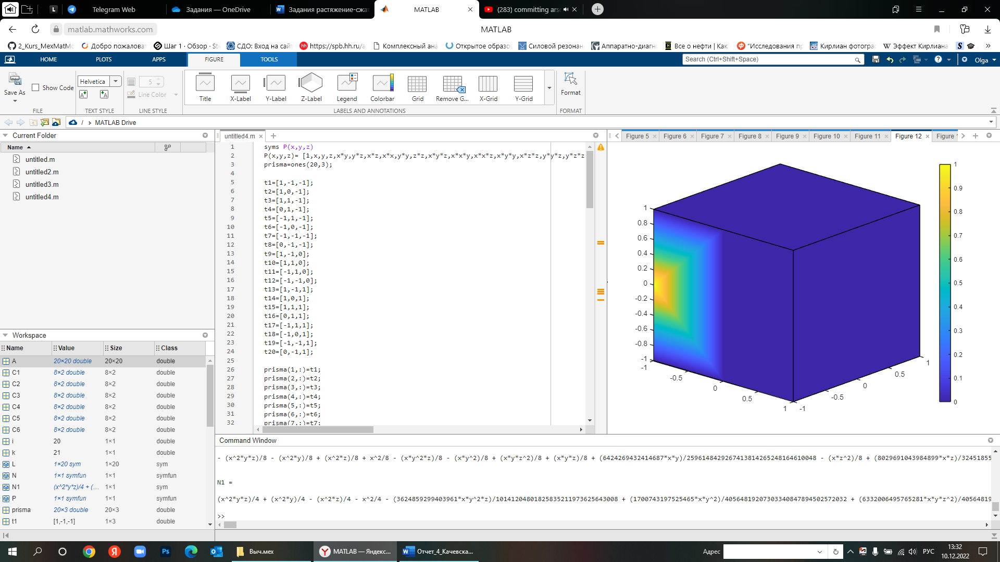 L Telegram Web Задания — OneDrive Задания растяжение-сжат MATLAB (283) committing arso
matlab.mathworks.com MATLAB
2_Kurs_MexMatMo Добро пожаловат Шаг 1 · Обзор · Ste СДО: Вход на сайт https://spb.hh.ru/a Комплексный ана Открытое образо Силовой резонан Аппаратно-диагн Все о нефти | Как "Исследования пр Кирлиан фотогра Эффект Кирлиана
HOME PLOTS APPS FIGURE TOOLS Search (Ctrl+Shift+Space) Olga
Save As Show Code Helvetica 5 Line Color
Title X-Label Y-Label Z-Label Legend Colorbar Grid Remove G... X-Grid Y-Grid Format
FILE TEXT STYLE LINE STYLE LABELS AND ANNOTATIONS FORMAT
/ MATLAB Drive
Current Folder
Name
untitled.m
untitled2.m
untitled3.m
untitled4.m
Workspace
Name Value Size Class
A 20×20 double 20×20 double
C1 8×2 double 8×2 double
C2 8×2 double 8×2 double
C3 8×2 double 8×2 double
C4 8×2 double 8×2 double
C5 8×2 double 8×2 double
C6 8×2 double 8×2 double
i 20 1×1 double
k 21 1×1 double
L 1×20 sym 1×20 sym
N 1×1 symfun 1×1 symfun
N1 (x^2*y*z)/4 + (... 1×1 sym
P 1×1 symfun 1×1 symfun
prisma 20×3 double 20×3 double
t1 [1,-1,-1] 1×3 double
untitled4.m
1 syms P(x,y,z)
2 P(x,y,z)= [1,x,y,z,x*y,y*z,x*z,x*x,y*y,z*z,x*y*z,x*x*y,x*x*z,x*y*y,x*z*z,y*y*z,y*z*z
3 prisma=ones(20,3);
4
5 t1=[1,-1,-1];
6 t2=[1,0,-1];
7 t3=[1,1,-1];
8 t4=[0,1,-1];
9 t5=[-1,1,-1];
10 t6=[-1,0,-1];
11 t7=[-1,-1,-1];
12 t8=[0,-1,-1];
13 t9=[1,-1,0];
14 t10=[1,1,0];
15 t11=[-1,1,0];
16 t12=[-1,-1,0];
17 t13=[1,-1,1];
18 t14=[1,0,1];
19 t15=[1,1,1];
20 t16=[0,1,1];
21 t17=[-1,1,1];
22 t18=[-1,0,1];
23 t19=[-1,-1,1];
24 t20=[0,-1,1];
25
26 prisma(1,:)=t1;
27 prisma(2,:)=t2;
28 prisma(3,:)=t3;
29 prisma(4,:)=t4;
30 prisma(5,:)=t5;
31 prisma(6,:)=t6;
32 prisma(7,:)=t7;
Figure 5 Figure 6 Figure 7 Figure 8 Figure 9 Figure 10 Figure 11 Figure 12 Figure 1
1
0.8
0.6
0.4
0.2
0
-0.2
-0.4
-0.6
-0.8
-1
-1 -0.5 0 0.5 1
-1 -0.5 0 0.5 1
1
0.9
0.8
0.7
0.6
0.5
0.4
0.3
0.2
0.1
0
Command Window
- (x^2*y*z)/8 - (x^2*y)/8 + (x^2*z)/8 + x^2/8 - (x*y^2*z)/8 - (x*y^2)/8 + (x*y*z^2)/8 + (x*y*z)/8 + (6424269432414687*x*y)/25961484292674138142652481646100​48 - (x*z^2)/8 + (8029691043984899*x*z)/32451855
N1 =
(x^2*y*z)/4 + (x^2*y)/4 - (x^2*z)/4 - x^2/4 - (3624859299403961*x*y^2*z)/10141204801825835211973625643008 + (1700743197525465*x*y^2)/40564819207303340847894502572032 + (6332006495765281*x*y*z^2)/40564819
>>
Ps Выч.мех MATLAB — Яндекс... Отчет_4_Качевска... Адрес РУС 13:32
10.12.2022